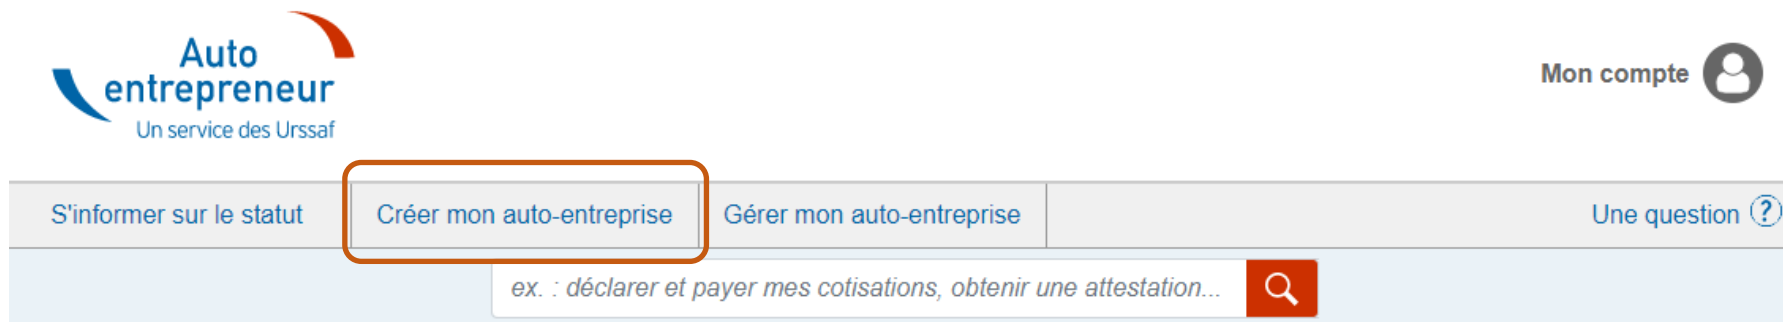 Auto
entrepreneur
Un service des Urssaf
Mon compte
S'informer sur le statut
Créer mon auto-entreprise
Gérer mon auto-entreprise
Une question ?
ex. : déclarer et payer mes cotisations, obtenir une attestation...